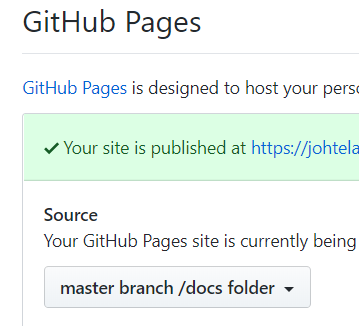 GitHub Pages
GitHub Pages is designed to host your perso
Your site is published at https://johtela
Source
Your GitHub Pages site is currently being
master branch /docs folder